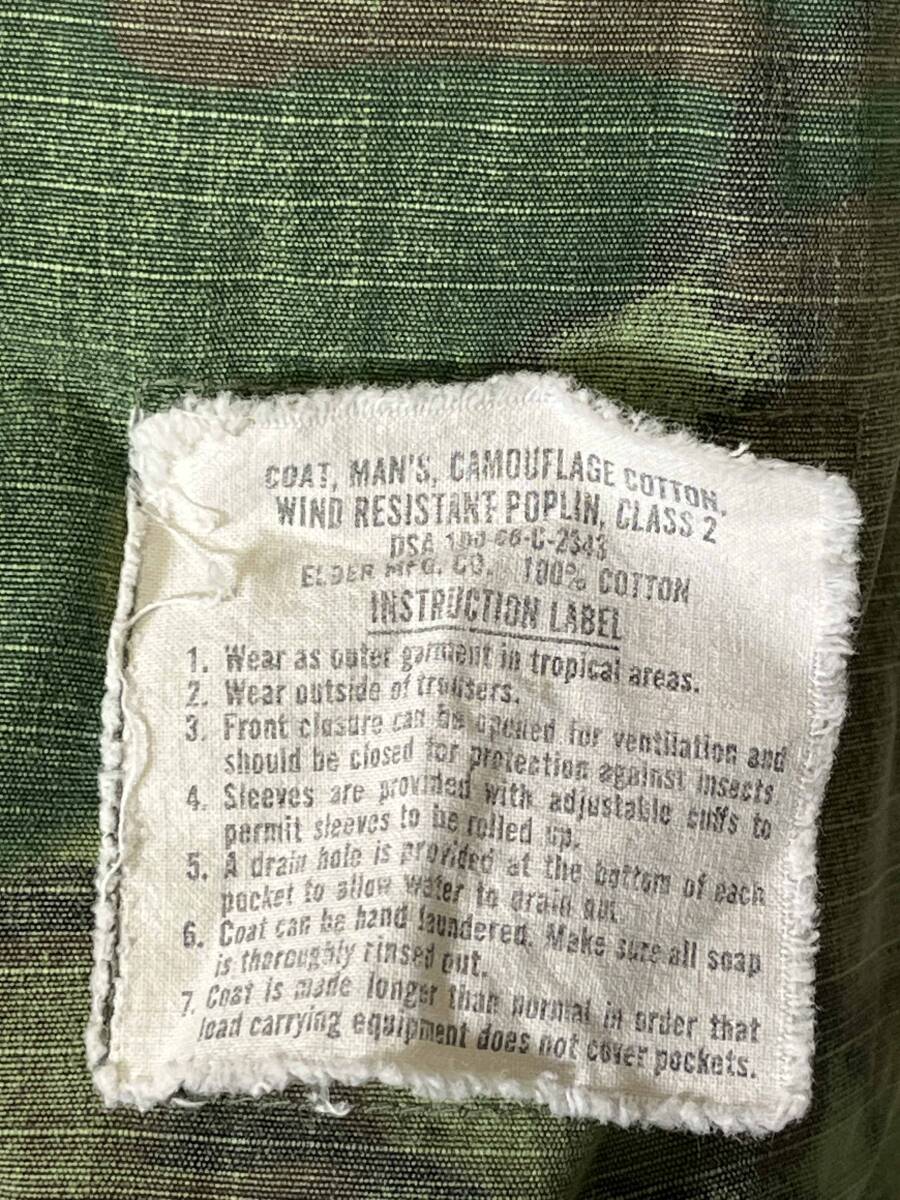 COAT, MAN'S, CAMOUFLAGE COTTON,
WIND RESISTANT POPLIN, CLASS 2
DSA 100-68-C-2343
ELDER MFG. CO. 100% COTTON
INSTRUCTION LABEL
1. Wear as outer garment in tropical areas.
2. Wear outside of trousers.
3. Front closure can be opened for ventilation and
should be closed for protection against insects
4. Sleeves are provided with adjustable cuffs to
permit sleeves to be rolled up.
5. A drain hole is provided at the bottom of each
pocket to allow water to drain out.
6. Coat can be hand laundered. Make sure all soap
is thoroughly rinsed out.
7. Coat is made longer than normal in order that
load carrying equipment does not cover pockets.